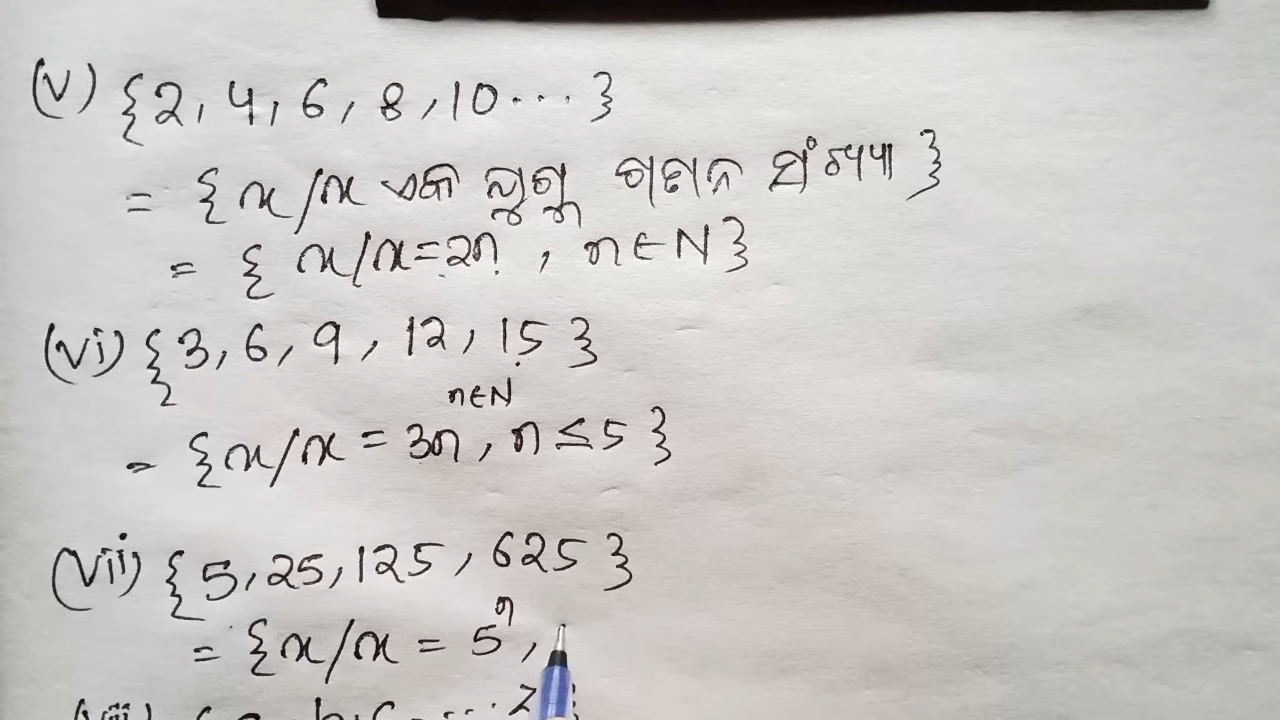 (v) {2, 4, 6, 8, 10 ... }
= {x/x ଏକ ଯୁଗ୍ମ ଗଣନ ସଂଖ୍ୟା}
= { x/x=2n , n∈N}
(vi) {3, 6, 9, 12, 15}
n∈N
= {x/x = 3n, n ≤ 5}
(vii) {5, 25, 125, 625}
= {x/x = 5ⁿ,